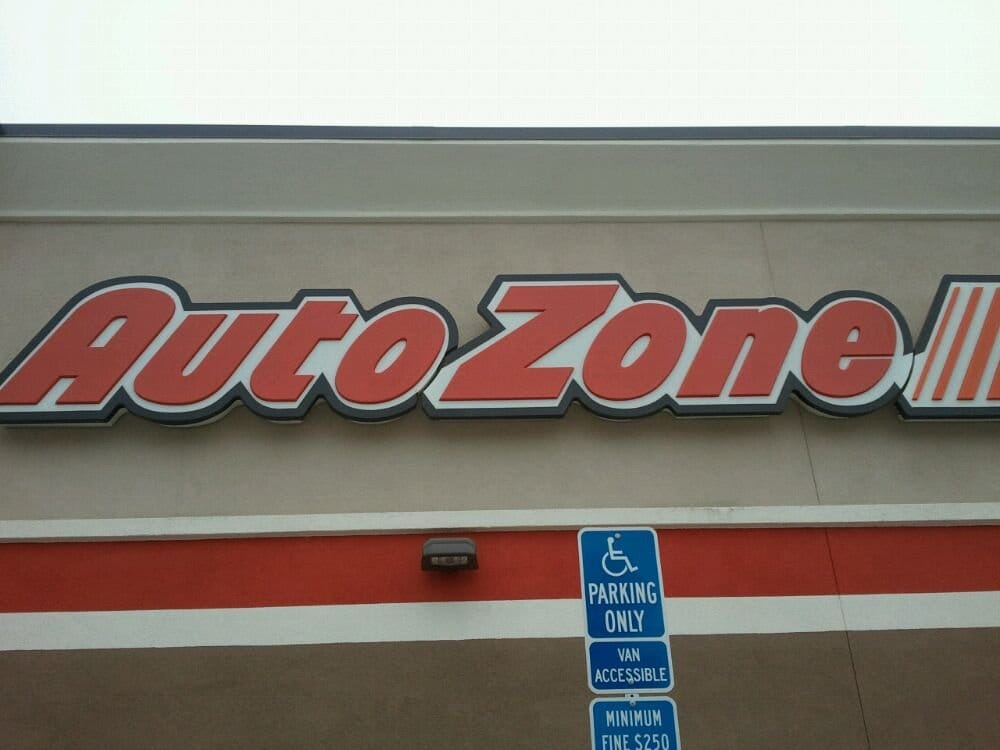 AutoZone
PARKING
ONLY
VAN
ACCESSIBLE
MINIMUM
FINE $250